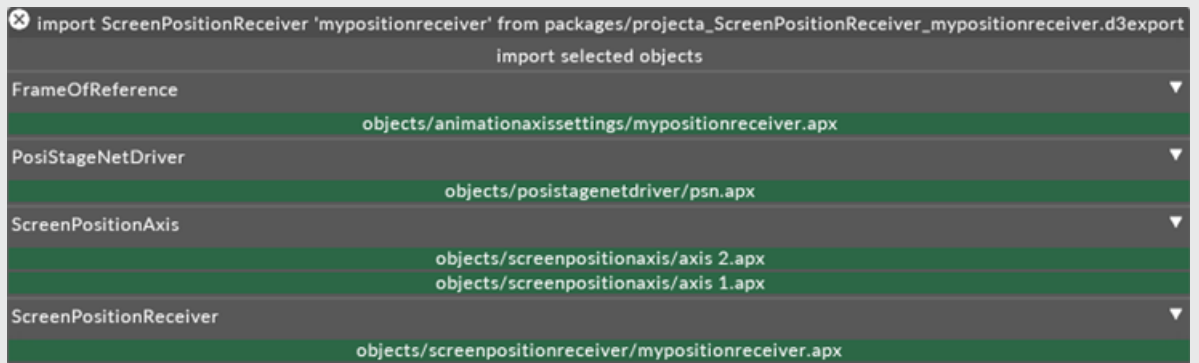 import ScreenPositionReceiver 'mypositionreceiver' from packages/projecta_ScreenPositionReceiver_mypositionreceiver.d3export
import selected objects
FrameOfReference
objects/animationaxissettings/mypositionreceiver.apx
PosiStageNetDriver
objects/posistagenetdriver/psn.apx
ScreenPositionAxis
objects/screenpositionaxis/axis 2.apx
objects/screenpositionaxis/axis 1.apx
ScreenPositionReceiver
objects/screenpositionreceiver/mypositionreceiver.apx